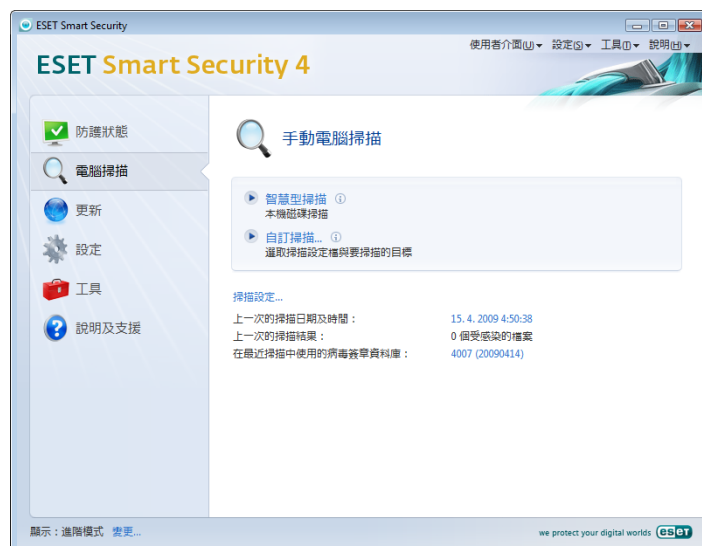 ESET Smart Security
使用者介面(U) 設定(S) 工具(T) 說明(H)
ESET Smart Security 4
防護狀態
電腦掃描
更新
設定
工具
說明及支援
手動電腦掃描
智慧型掃描
本機磁碟掃描
自訂掃描...
選取掃描設定檔與要掃描的目標
掃描設定...
上一次的掃描日期及時間： 15. 4. 2009 4:50:38
上一次的掃描結果： 0 個受感染的檔案
在最近掃描中使用的病毒簽章資料庫： 4007 (20090414)
顯示：進階模式 變更...
we protect your digital worlds eseT